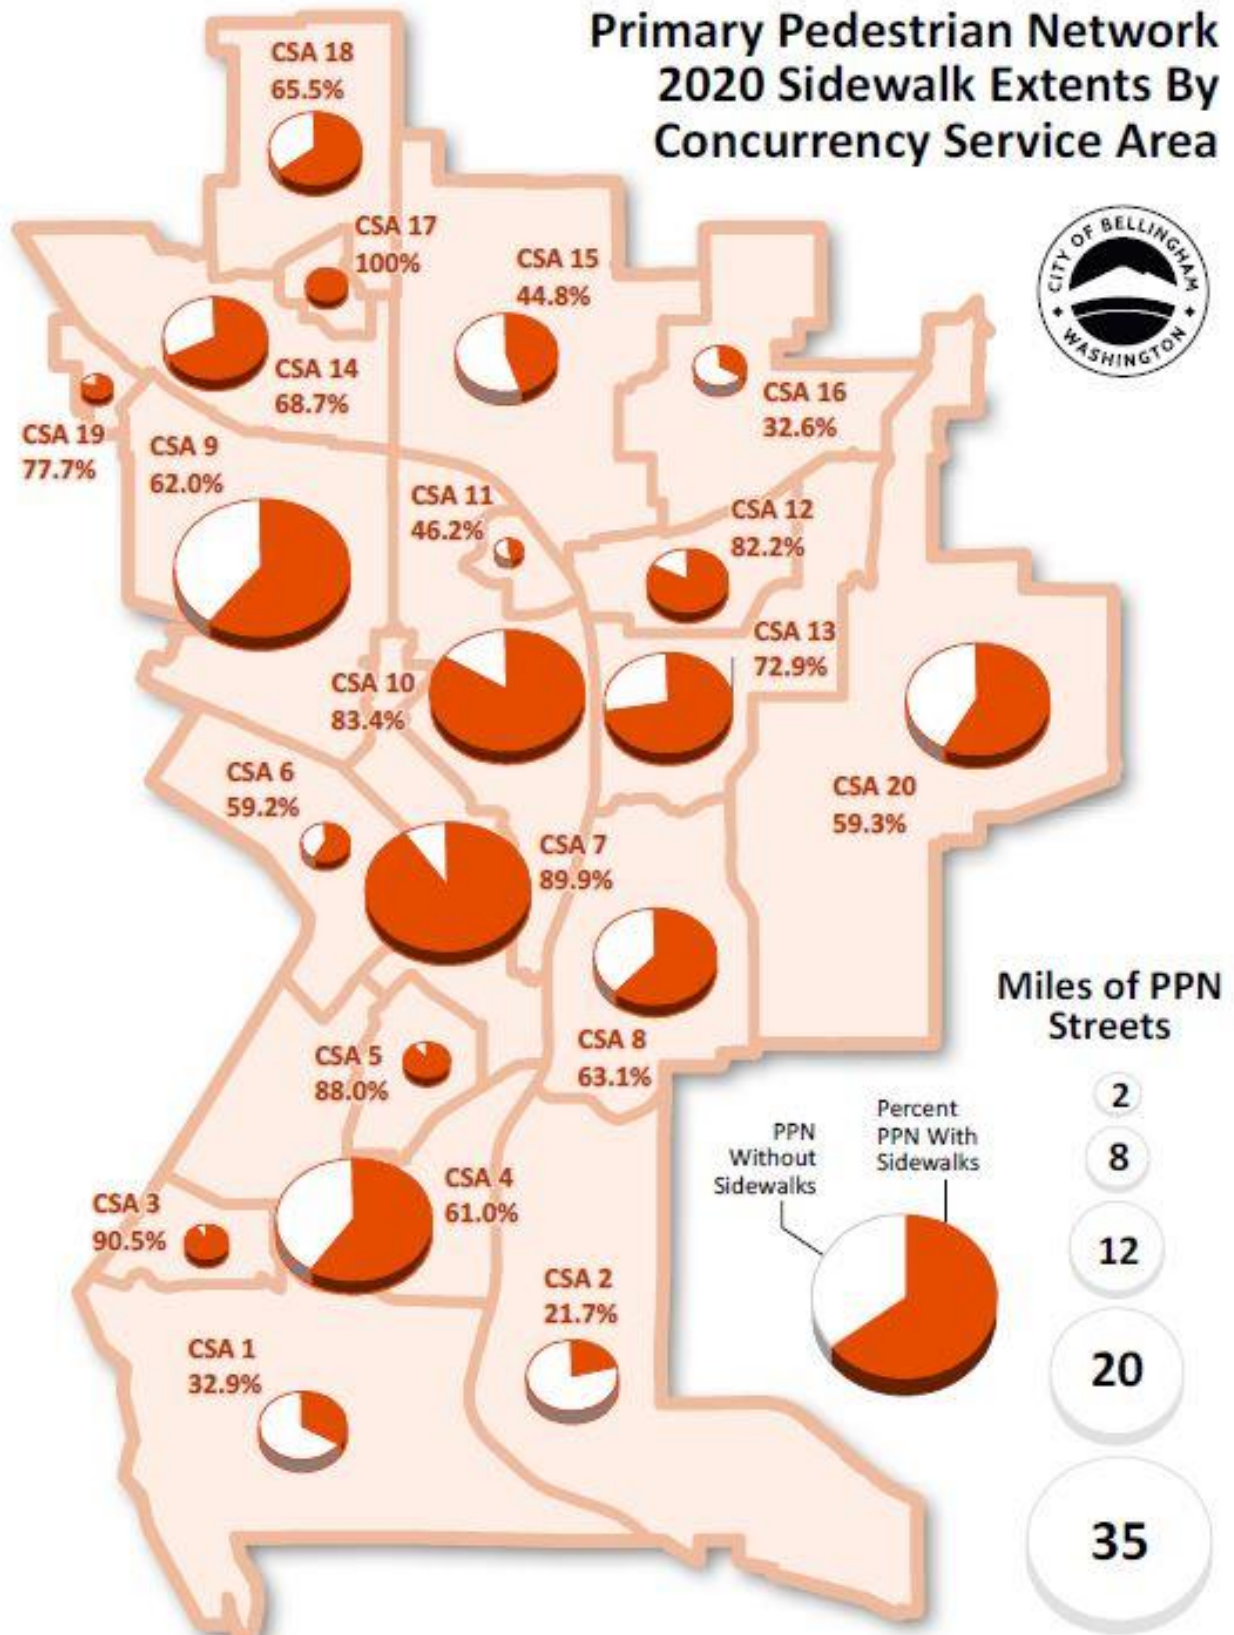 Primary Pedestrian Network
2020 Sidewalk Extents By
Concurrency Service Area
CITY OF BELLINGHAM
WASHINGTON
CSA 18
65.5%
CSA 17
100%
CSA 15
44.8%
CSA 14
68.7%
CSA 16
32.6%
CSA 19
77.7%
CSA 9
62.0%
CSA 11
46.2%
CSA 12
82.2%
CSA 13
72.9%
CSA 10
83.4%
CSA 6
59.2%
CSA 20
59.3%
CSA 7
89.9%
CSA 8
63.1%
CSA 5
88.0%
CSA 4
61.0%
CSA 3
90.5%
CSA 2
21.7%
CSA 1
32.9%
Miles of PPN
Streets
2
8
12
20
35
PPN
Without
Sidewalks
Percent
PPN With
Sidewalks